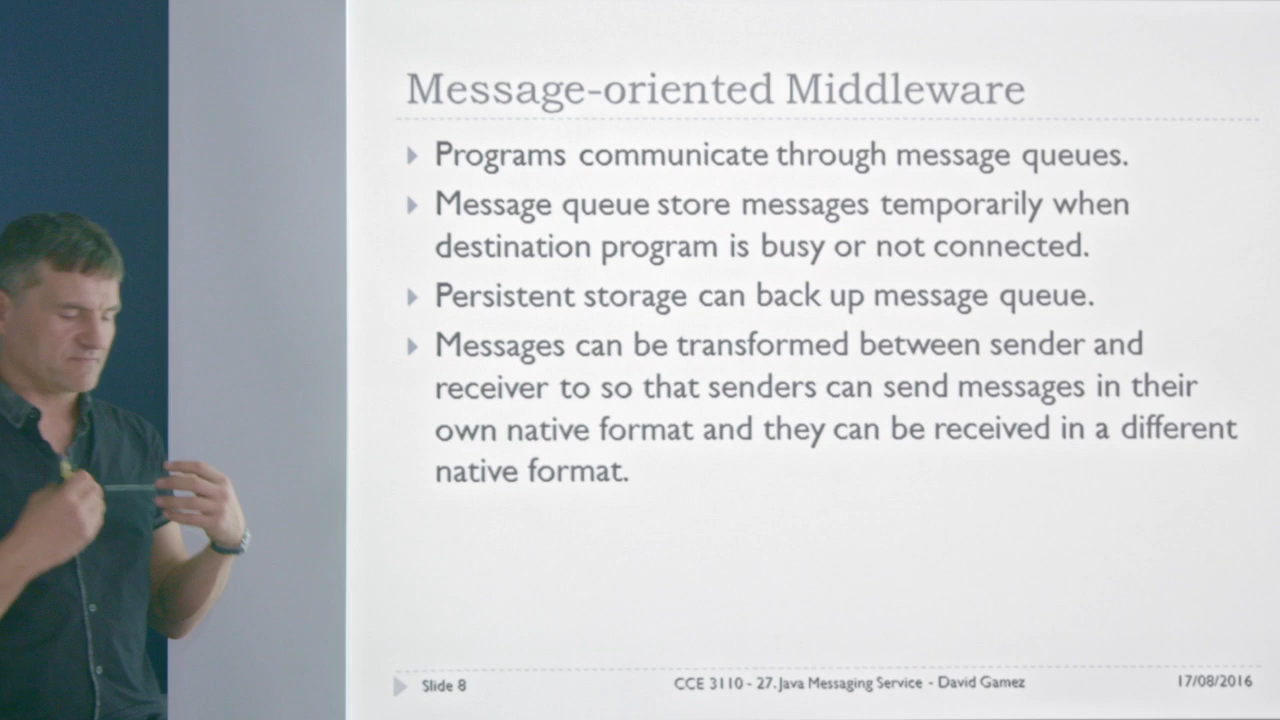 Message-oriented Middleware
Programs communicate through message queues.
Message queue store messages temporarily when
destination program is busy or not connected.
Persistent storage can back up message queue.
Messages can be transformed between sender and
receiver to so that senders can send messages in their
own native format and they can be received in a different
native format.
Slide 8
CCE 3110 - 27. Java Messaging Service - David Gamez
17/08/2016